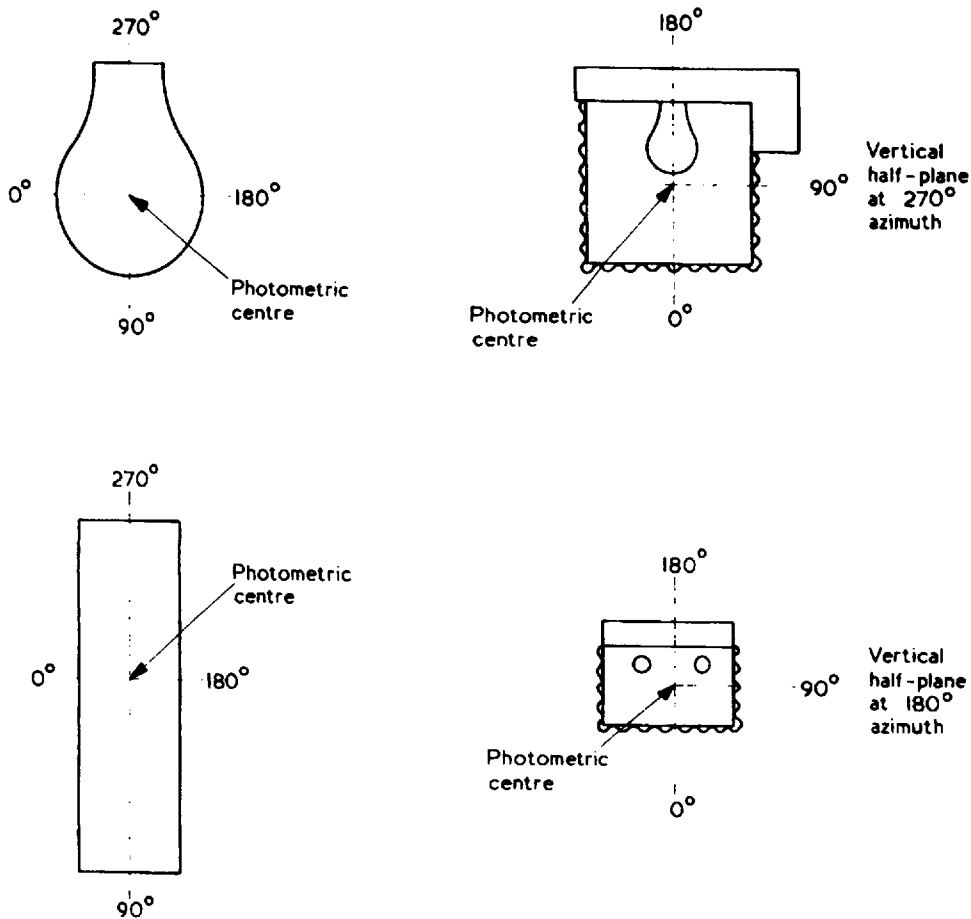 270°
0°
180°
Photometric
centre
90°
180°
90°
Vertical
half-plane
at 270°
azimuth
Photometric
centre
0°
270°
Photometric
centre
0°
180°
90°
180°
90°
Vertical
half-plane
at 180°
azimuth
Photometric
centre
0°